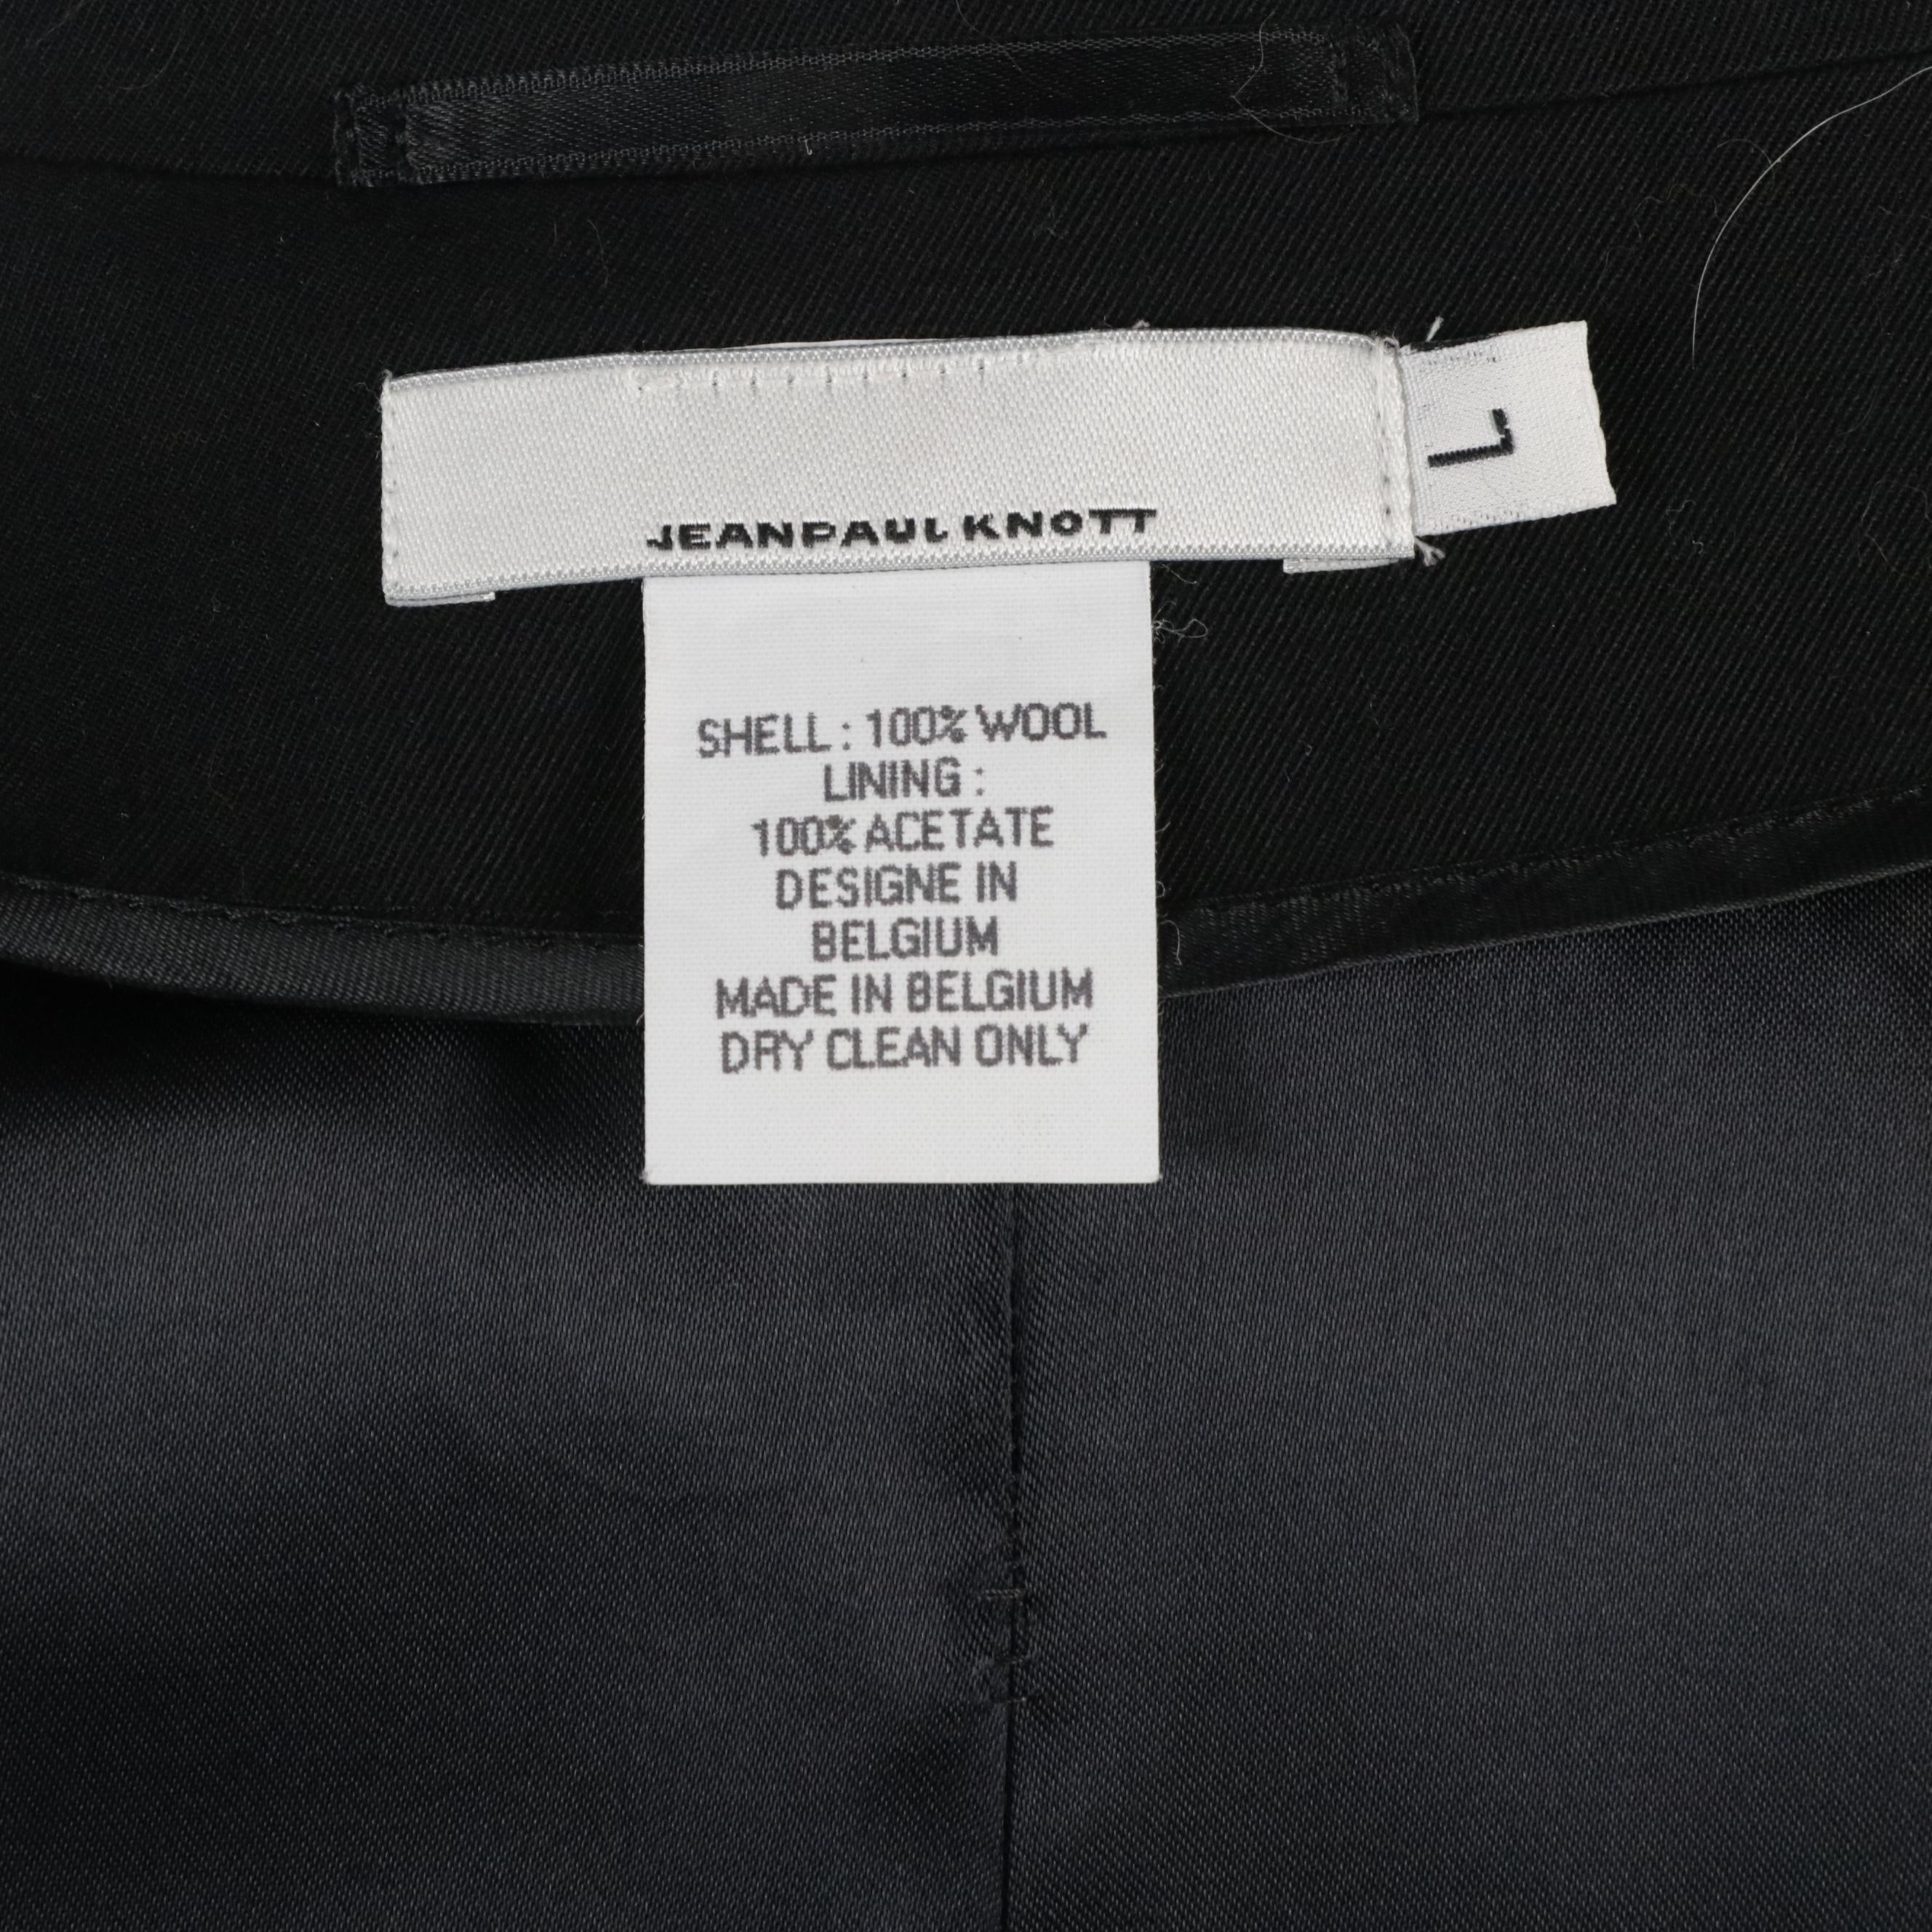 JEANPAUL KNOTT
L
SHELL : 100% WOOL
LINING :
100% ACETATE
DESIGNE IN
BELGIUM
MADE IN BELGIUM
DRY CLEAN ONLY